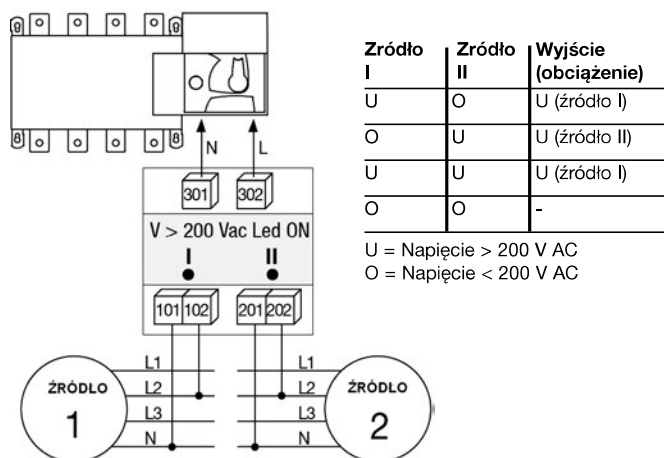 N
L
301
302
V > 200 Vac Led ON
I
II
101
102
201
202
L1
L2
L3
N
ŹRÓDŁO
1
L1
L2
L3
N
ŹRÓDŁO
2
Zródło I
Zródło II
Wyjście (obciążenie)
U
O
U (źródło I)
O
U
U (źródło II)
U
U
U (źródło I)
O
O
-
U = Napięcie > 200 V AC
O = Napięcie < 200 V AC